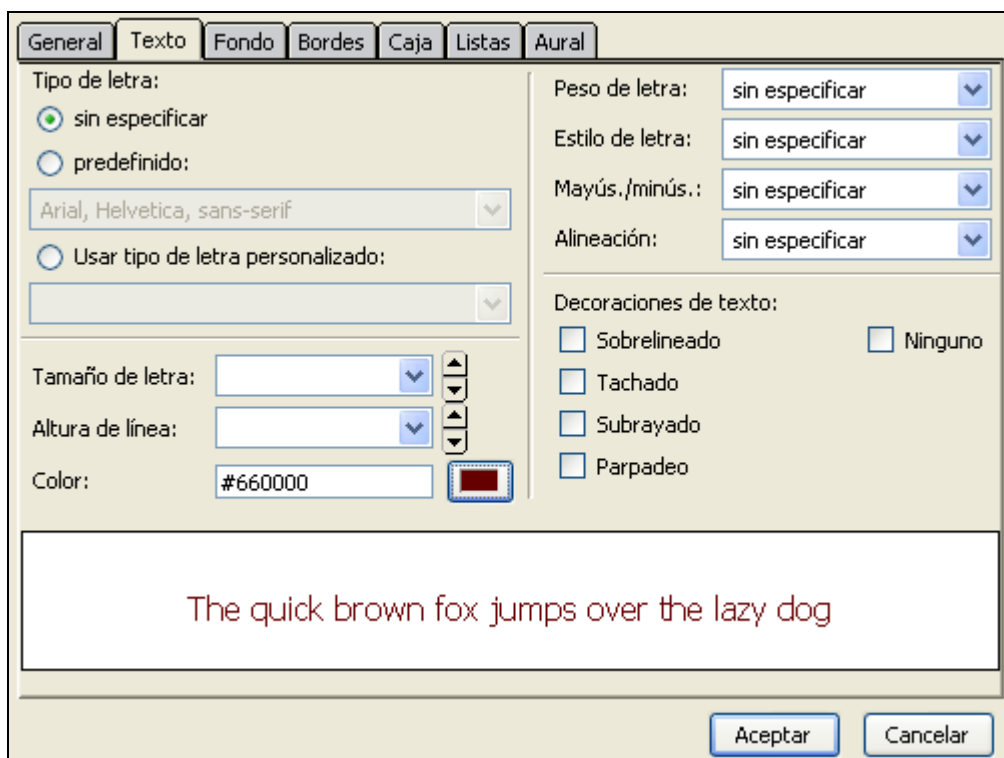 General Texto Fondo Bordes Caja Listas Aural
Tipo de letra:
sin especificar
predefinido:
Arial, Helvetica, sans-serif
Usar tipo de letra personalizado:
Tamaño de letra:
Altura de línea:
Color: #660000
Peso de letra: sin especificar
Estilo de letra: sin especificar
Mayús./minús.: sin especificar
Alineación: sin especificar
Decoraciones de texto:
Sobrelineado Ninguno
Tachado
Subrayado
Parpadeo
The quick brown fox jumps over the lazy dog
Aceptar Cancelar